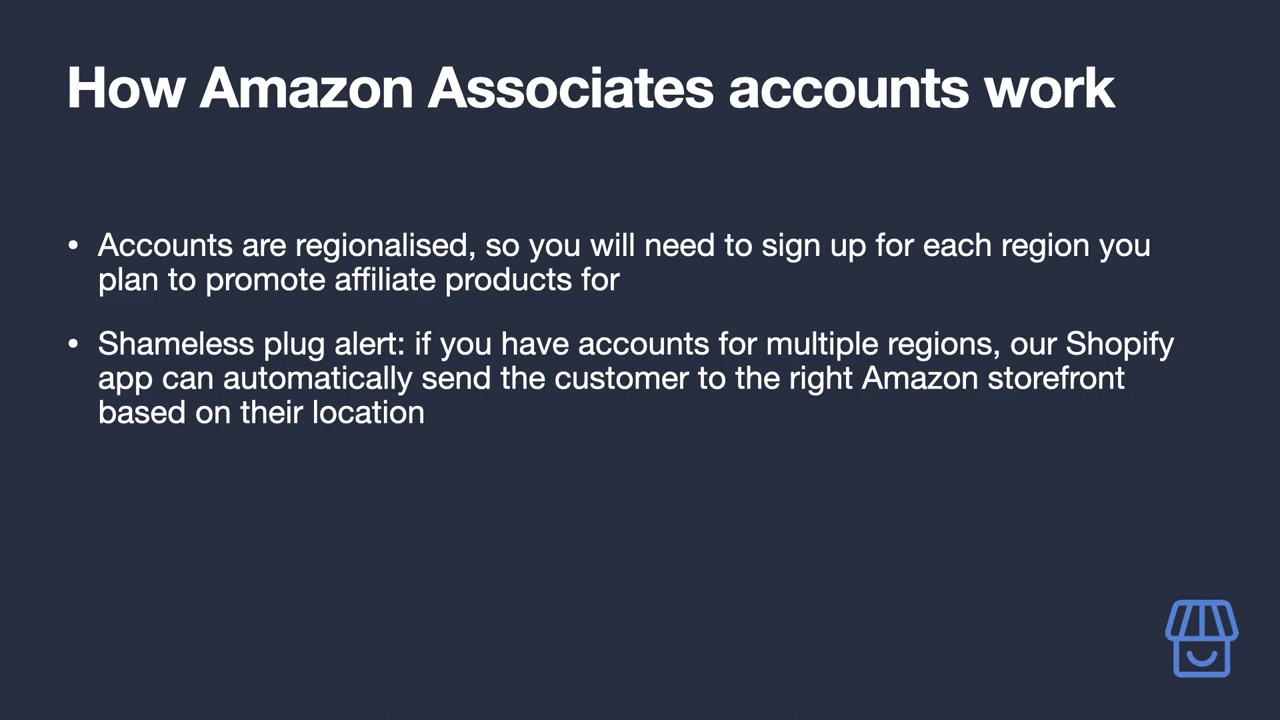 How Amazon Associates accounts work
• Accounts are regionalised, so you will need to sign up for each region you
plan to promote affiliate products for
• Shameless plug alert: if you have accounts for multiple regions, our Shopify
app can automatically send the customer to the right Amazon storefront
based on their location